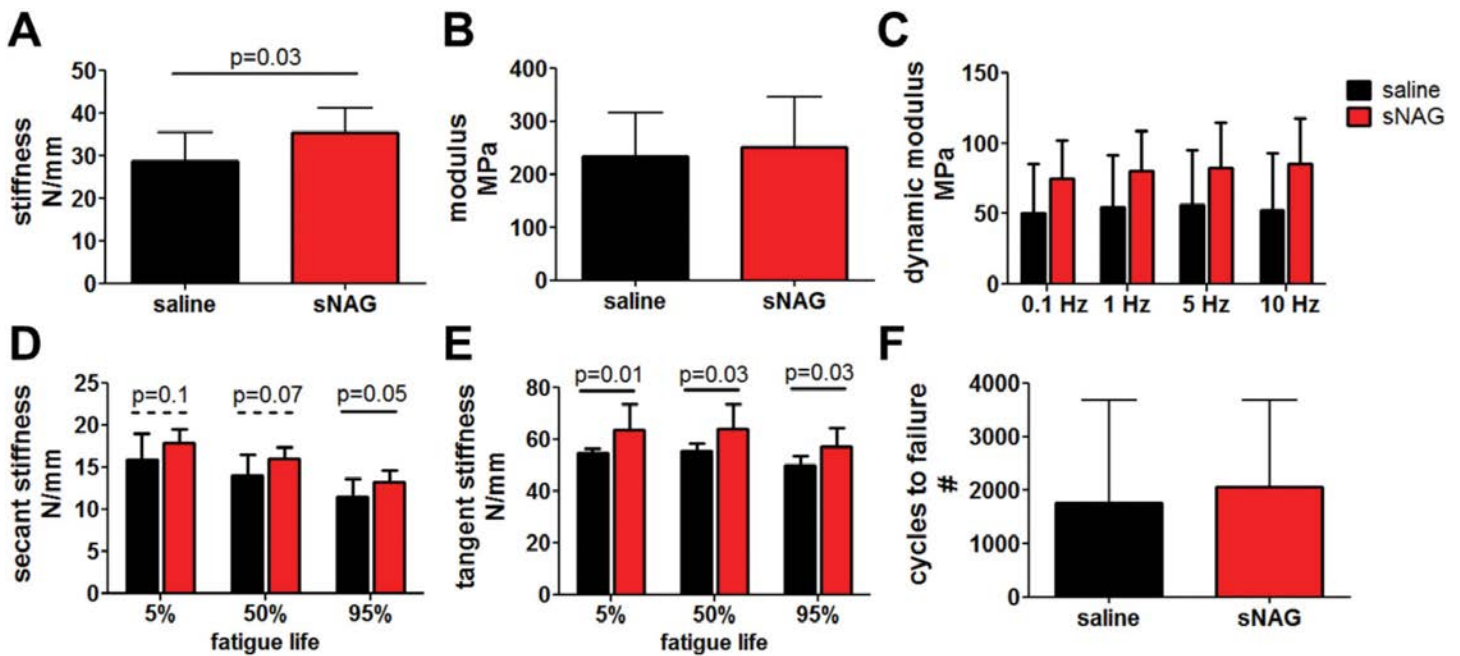 A
p=0.03
stiffness
N/mm
50
40
30
20
10
0
saline
sNAG
B
modulus
MPa
400
300
200
100
0
saline
sNAG
C
dynamic modulus
MPa
150
100
50
0
0.1 Hz
1 Hz
5 Hz
10 Hz
saline
sNAG
D
secant stiffness
N/mm
25
20
15
10
5
0
p=0.1
p=0.07
p=0.05
5%
50%
95%
fatigue life
E
tangent stiffness
N/mm
80
60
40
20
0
p=0.01
p=0.03
p=0.03
5%
50%
95%
fatigue life
F
cycles to failure
#
4000
3000
2000
1000
0
saline
sNAG